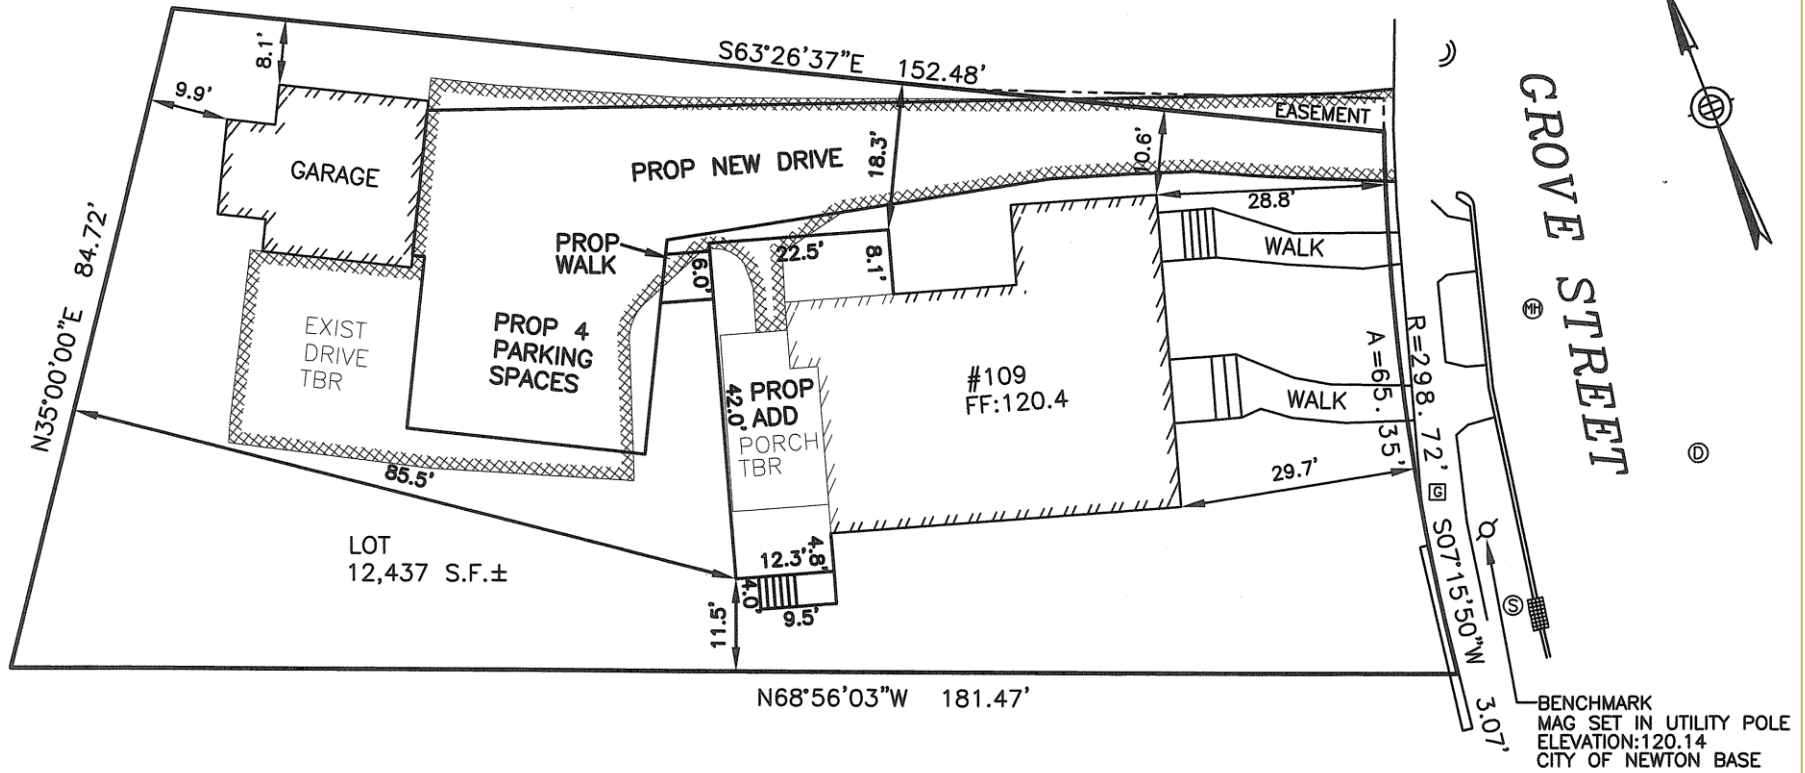 S63°26'37"E 152.48'
8.1'
9.9'
GARAGE
PROP NEW DRIVE
18.3'
10.6'
EASEMENT
28.8'
GROVE STREET
PROP
WALK
6.0'
22.5'
8.1'
WALK
MH
N35°00'00"E 84.72'
EXIST
DRIVE
TBR
PROP 4
PARKING
SPACES
42.0'
PROP
ADD
PORCH
TBR
#109
FF:120.4
WALK
R=298.72'
A=65.35'
D
85.5'
29.7'
G
LOT
12,437 S.F.±
12.3'
4.8'
4.0'
9.5'
11.5'
S07°15'50"W 3.07'
S
N68°56'03"W 181.47'
BENCHMARK
MAG SET IN UTILITY POLE
ELEVATION:120.14
CITY OF NEWTON BASE